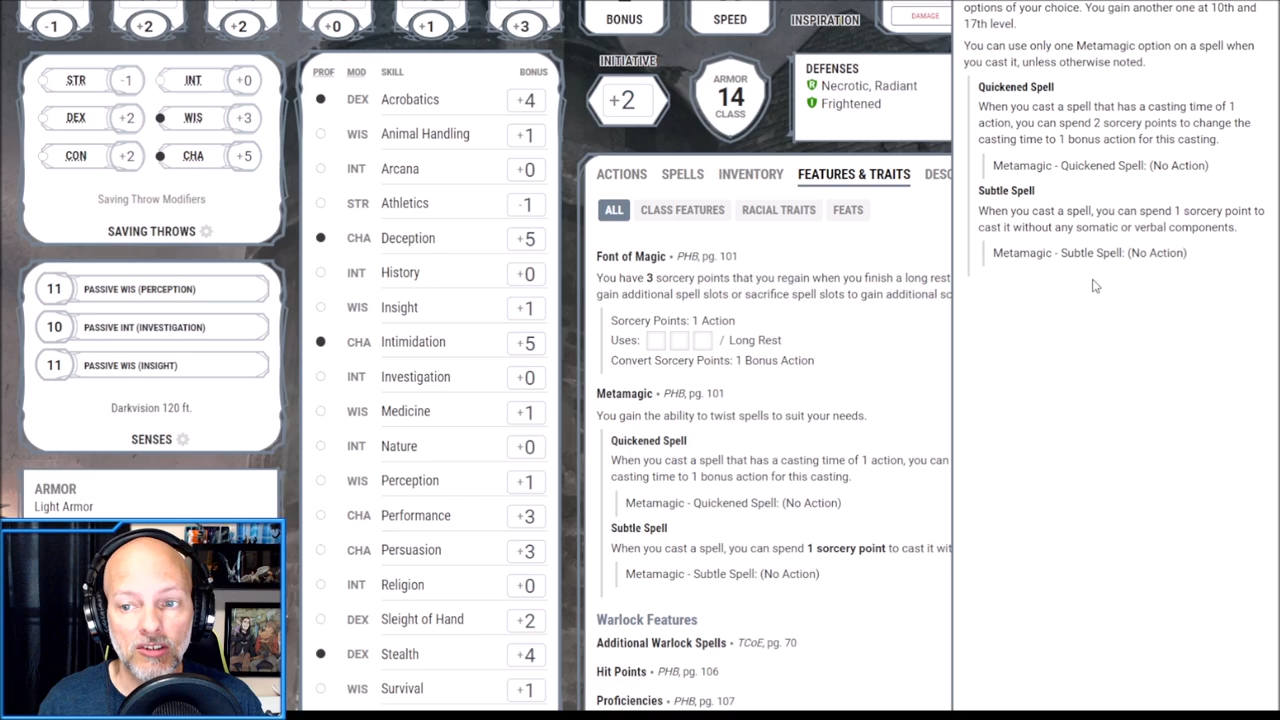 -1
+2
+2
STR
-1
INT
+0
DEX
+2
WIS
+3
CON
+2
CHA
+5
Saving Throw Modifiers
SAVING THROWS
11
PASSIVE WIS (PERCEPTION)
10
PASSIVE INT (INVESTIGATION)
11
PASSIVE WIS (INSIGHT)
Darkvision 120 ft.
SENSES
ARMOR
Light Armor
+0
+1
+3
PROF MOD SKILL BONUS
DEX Acrobatics +4
WIS Animal Handling +1
INT Arcana +0
STR Athletics -1
CHA Deception +5
INT History +0
WIS Insight +1
CHA Intimidation +5
INT Investigation +0
WIS Medicine +1
INT Nature +0
WIS Perception +1
CHA Performance +3
CHA Persuasion +3
INT Religion +0
DEX Sleight of Hand +2
DEX Stealth +4
WIS Survival +1
BONUS
SPEED
INSPIRATION
DAMAGE
INITIATIVE
+2
ARMOR
14
CLASS
DEFENSES
R Necrotic, Radiant
Frightened
ACTIONS SPELLS INVENTORY FEATURES & TRAITS DESC
ALL CLASS FEATURES RACIAL TRAITS FEATS
Font of Magic • PHB, pg. 101
You have 3 sorcery points that you regain when you finish a long rest
gain additional spell slots or sacrifice spell slots to gain additional so
Sorcery Points: 1 Action
Uses: / Long Rest
Convert Sorcery Points: 1 Bonus Action
Metamagic • PHB, pg. 101
You gain the ability to twist spells to suit your needs.
Quickened Spell
When you cast a spell that has a casting time of 1 action, you can
casting time to 1 bonus action for this casting.
Metamagic - Quickened Spell: (No Action)
Subtle Spell
When you cast a spell, you can spend 1 sorcery point to cast it wit
Metamagic - Subtle Spell: (No Action)
Warlock Features
Additional Warlock Spells • TCoE, pg. 70
Hit Points • PHB, pg. 106
Proficiencies • PHB, pg. 107
options of your choice. You gain another one at 10th and
17th level.
You can use only one Metamagic option on a spell when
you cast it, unless otherwise noted.
Quickened Spell
When you cast a spell that has a casting time of 1
action, you can spend 2 sorcery points to change the
casting time to 1 bonus action for this casting.
Metamagic - Quickened Spell: (No Action)
Subtle Spell
When you cast a spell, you can spend 1 sorcery point to
cast it without any somatic or verbal components.
Metamagic - Subtle Spell: (No Action)